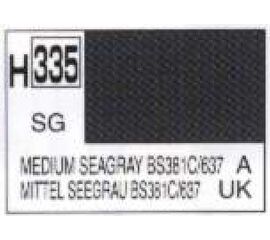 H 335
SG
MEDIUM SEAGRAY BS381C/637 A
MITTEL SEEGRAU BS381C/637 UK